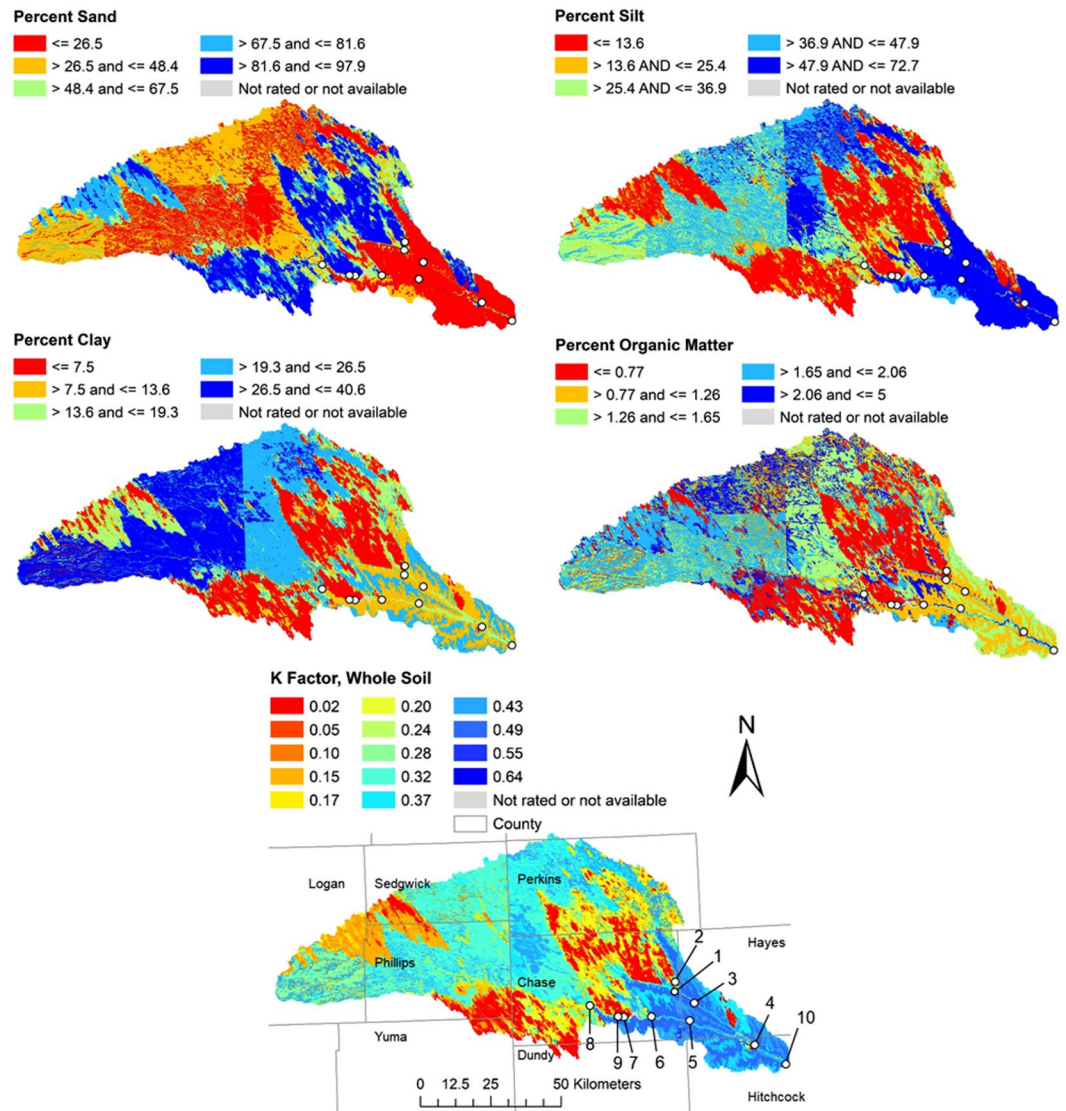 Percent Sand
<= 26.5
> 67.5 and <= 81.6
> 26.5 and <= 48.4
> 81.6 and <= 97.9
> 48.4 and <= 67.5
Not rated or not available
Percent Silt
<= 13.6
> 36.9 AND <= 47.9
> 13.6 AND <= 25.4
> 47.9 AND <= 72.7
> 25.4 AND <= 36.9
Not rated or not available
Percent Clay
<= 7.5
> 19.3 and <= 26.5
> 7.5 and <= 13.6
> 26.5 and <= 40.6
> 13.6 and <= 19.3
Not rated or not available
Percent Organic Matter
<= 0.77
> 1.65 and <= 2.06
> 0.77 and <= 1.26
> 2.06 and <= 5
> 1.26 and <= 1.65
Not rated or not available
K Factor, Whole Soil
0.02
0.20
0.43
0.05
0.24
0.49
0.10
0.28
0.55
0.15
0.32
0.64
0.17
0.37
Not rated or not available
County
N
Logan
Sedgwick
Perkins
Hayes
Phillips
Chase
Yuma
Dundy
Hitchcock
2
1
3
4
10
8
9
7
6
5
0 12.5 25 50 Kilometers